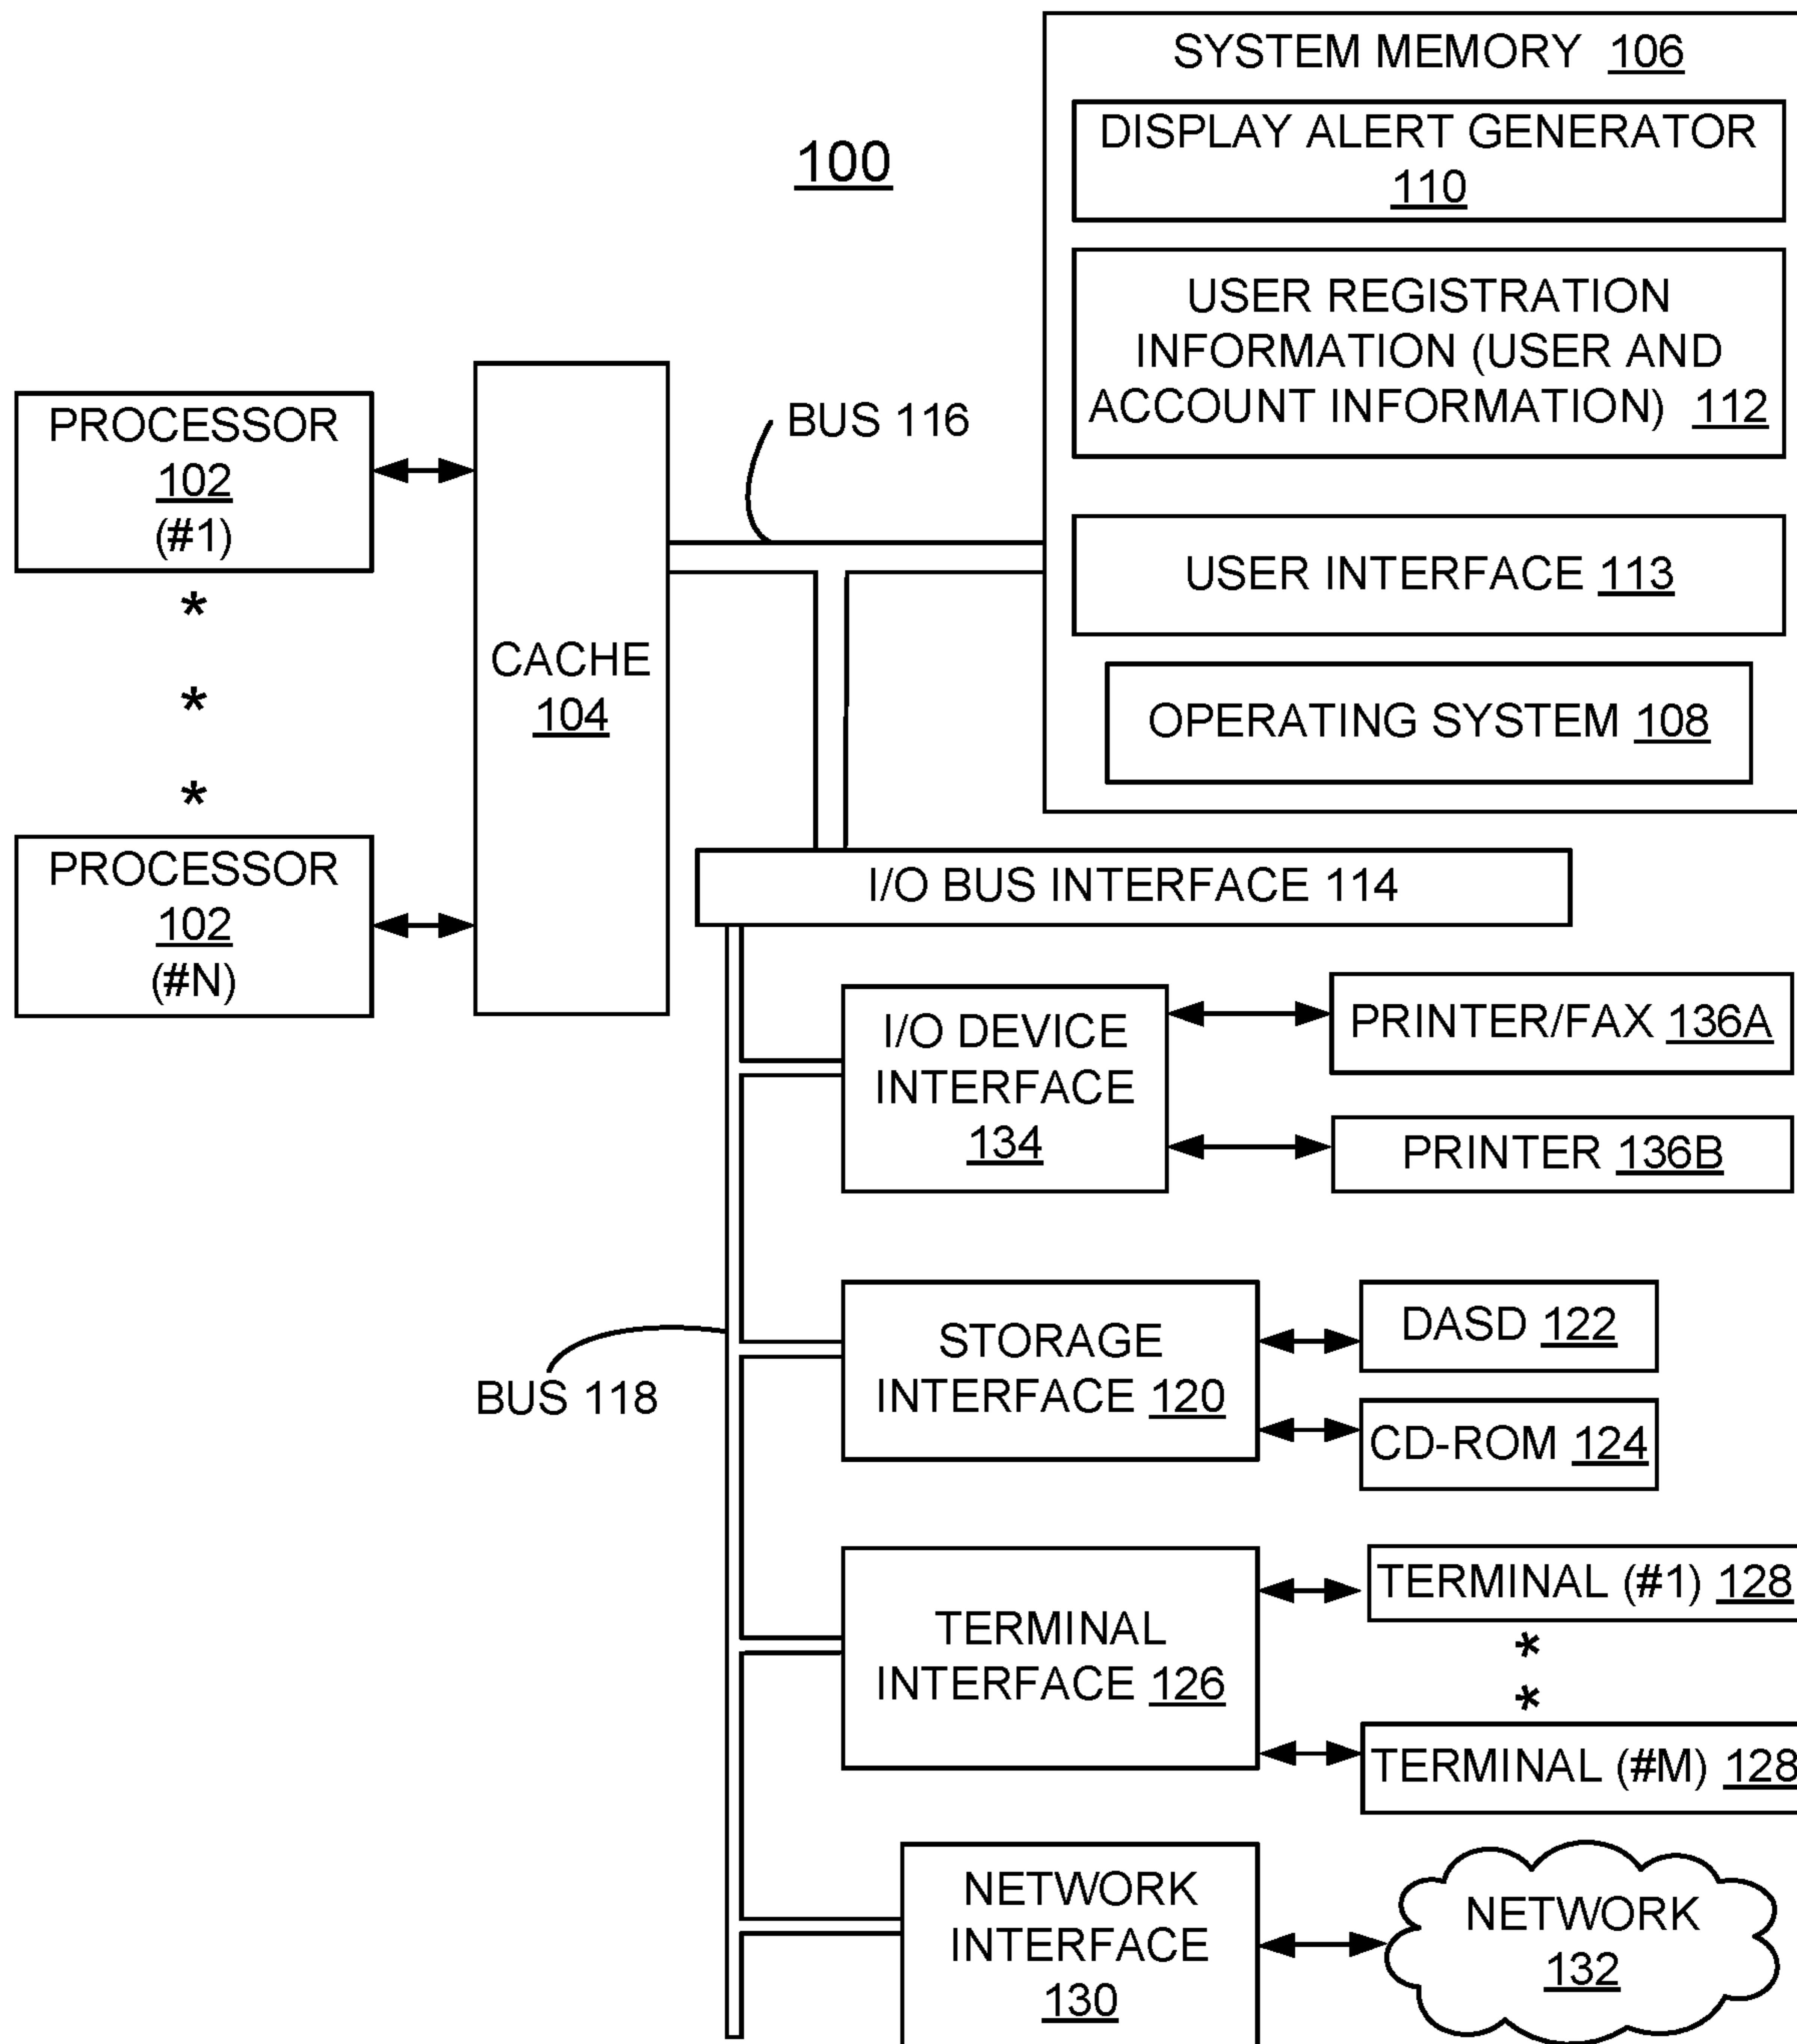 100
SYSTEM MEMORY 106
DISPLAY ALERT GENERATOR
110
USER REGISTRATION
INFORMATION (USER AND
ACCOUNT INFORMATION) 112
USER INTERFACE 113
OPERATING SYSTEM 108
PROCESSOR
102
(#1)
*
*
*
PROCESSOR
102
(#N)
CACHE
104
BUS 116
I/O BUS INTERFACE 114
I/O DEVICE
INTERFACE
134
PRINTER/FAX 136A
PRINTER 136B
BUS 118
STORAGE
INTERFACE 120
DASD 122
CD-ROM 124
TERMINAL
INTERFACE 126
TERMINAL (#1) 128
*
*
TERMINAL (#M) 128
NETWORK
INTERFACE
130
NETWORK
132